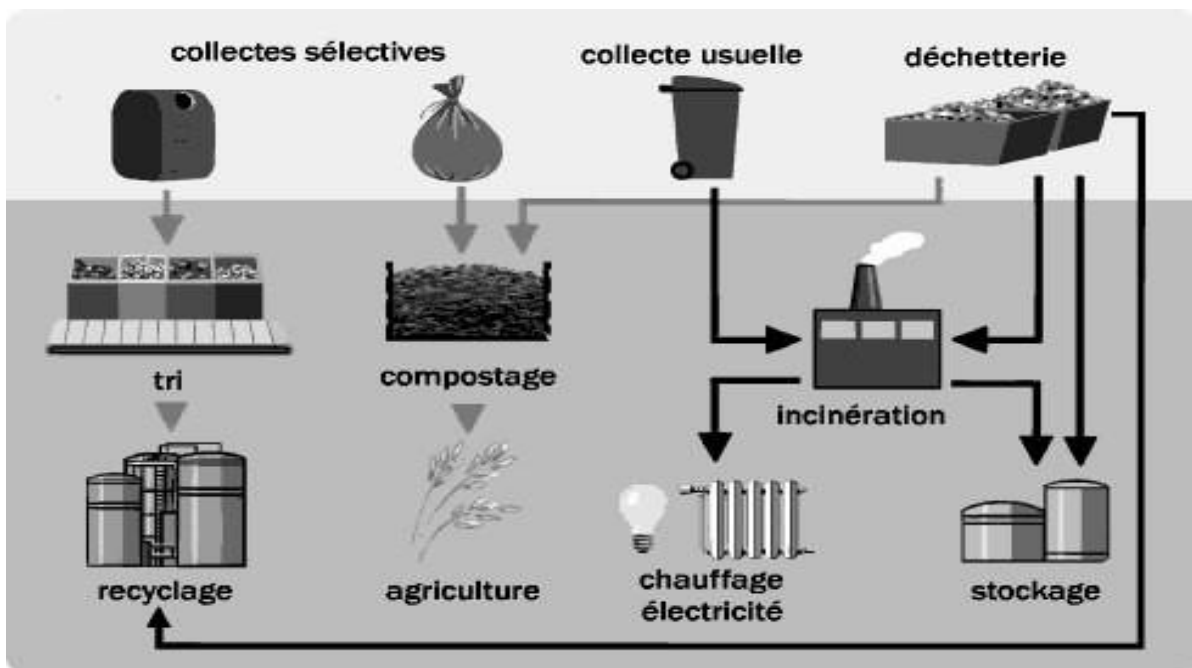 collectes sélectives
collecte usuelle
déchetterie
tri
compostage
incinération
recyclage
agriculture
chauffage
électricité
stockage